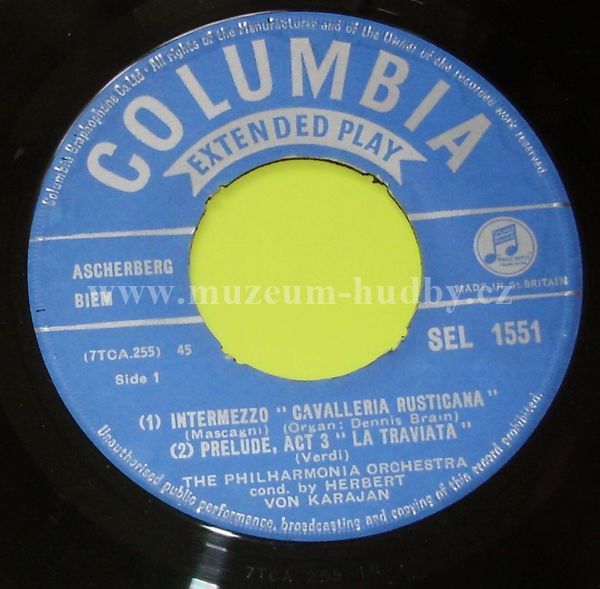 Columbia Graphophone Co. Ltd. · All rights of the Manufacturer and of the Owner of the recorded work reserved.
COLUMBIA
EXTENDED PLAY
ASCHERBERG
BIEM
MADE IN Gt. BRITAIN
www.muzeum-hudby.cz
(7TCA.255) 45
SEL 1551
Side 1
(1) INTERMEZZO "CAVALLERIA RUSTICANA"
(Mascagni) (Organ: Dennis Brain)
(2) PRELUDE, ACT 3 "LA TRAVIATA"
(Verdi)
THE PHILHARMONIA ORCHESTRA
cond. by HERBERT
VON KARAJAN
Unauthorised public performance, broadcasting and copying of this record prohibited.
7TCA 255